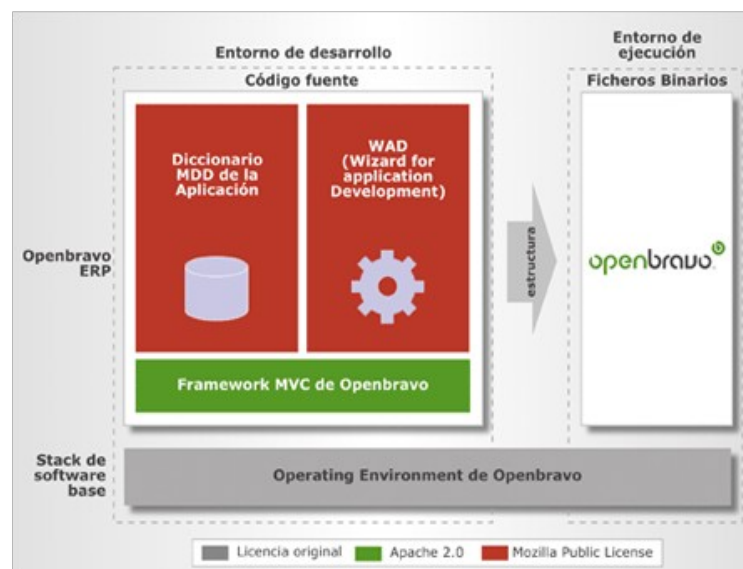 Entorno de desarrollo
Entorno de
ejecución
Código fuente
Ficheros Binarios
Diccionario
MDD de la
Aplicación
WAD
(Wizard for
application
Development)
Openbravo
ERP
estructura
openbravo
Framework MVC de Openbravo
Stack de
software
base
Operating Environment de Openbravo
Licencia original
Apache 2.0
Mozilla Public License